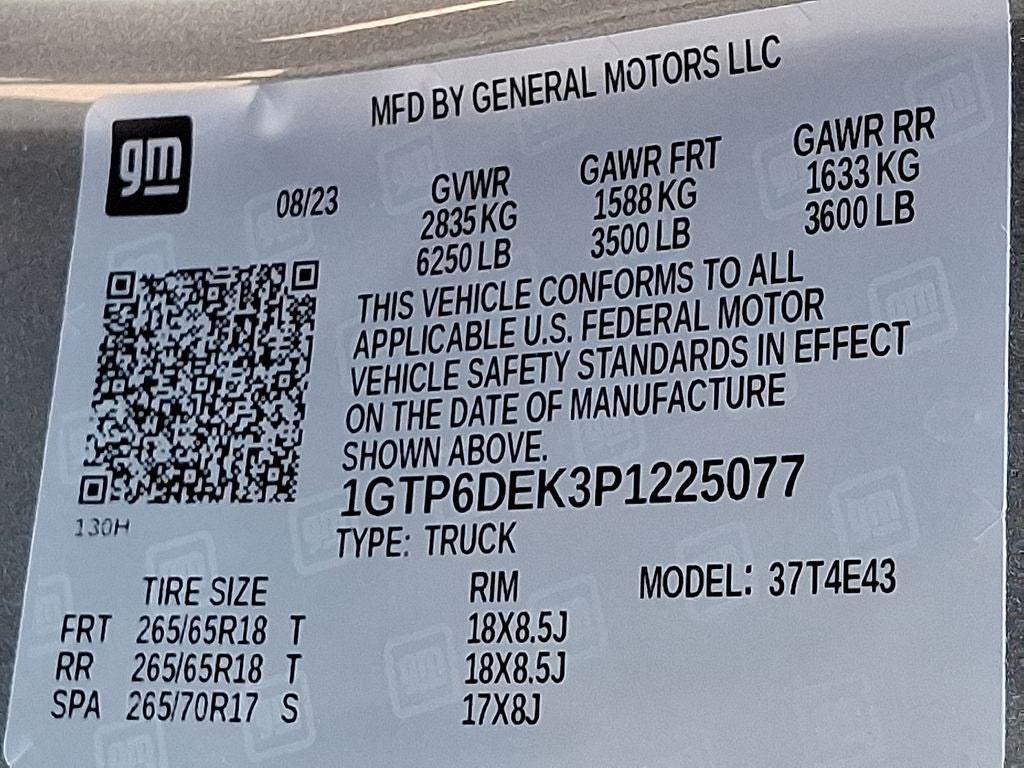 MFD BY GENERAL MOTORS LLC
gm
08/23
GVWR GAWR FRT GAWR RR
2835 KG 1588 KG 1633 KG
6250 LB 3500 LB 3600 LB
THIS VEHICLE CONFORMS TO ALL
APPLICABLE U.S. FEDERAL MOTOR
VEHICLE SAFETY STANDARDS IN EFFECT
ON THE DATE OF MANUFACTURE
SHOWN ABOVE.
1GTP6DEK3P1225077
130H
TYPE: TRUCK
TIRE SIZE RIM MODEL: 37T4E43
FRT 265/65R18 T 18X8.5J
RR 265/65R18 T 18X8.5J
SPA 265/70R17 S 17X8J